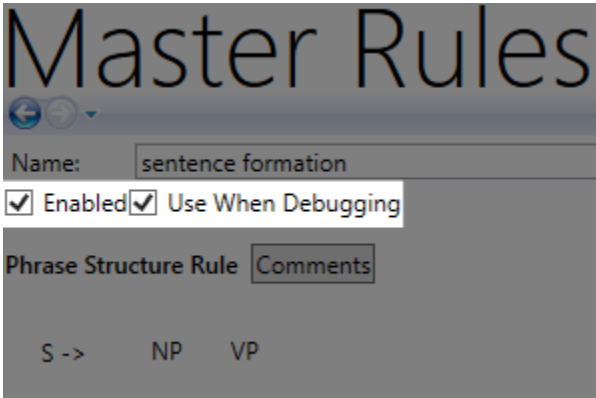 Master Rules
Name: sentence formation
Enabled Use When Debugging
Phrase Structure Rule Comments
S -> NP VP